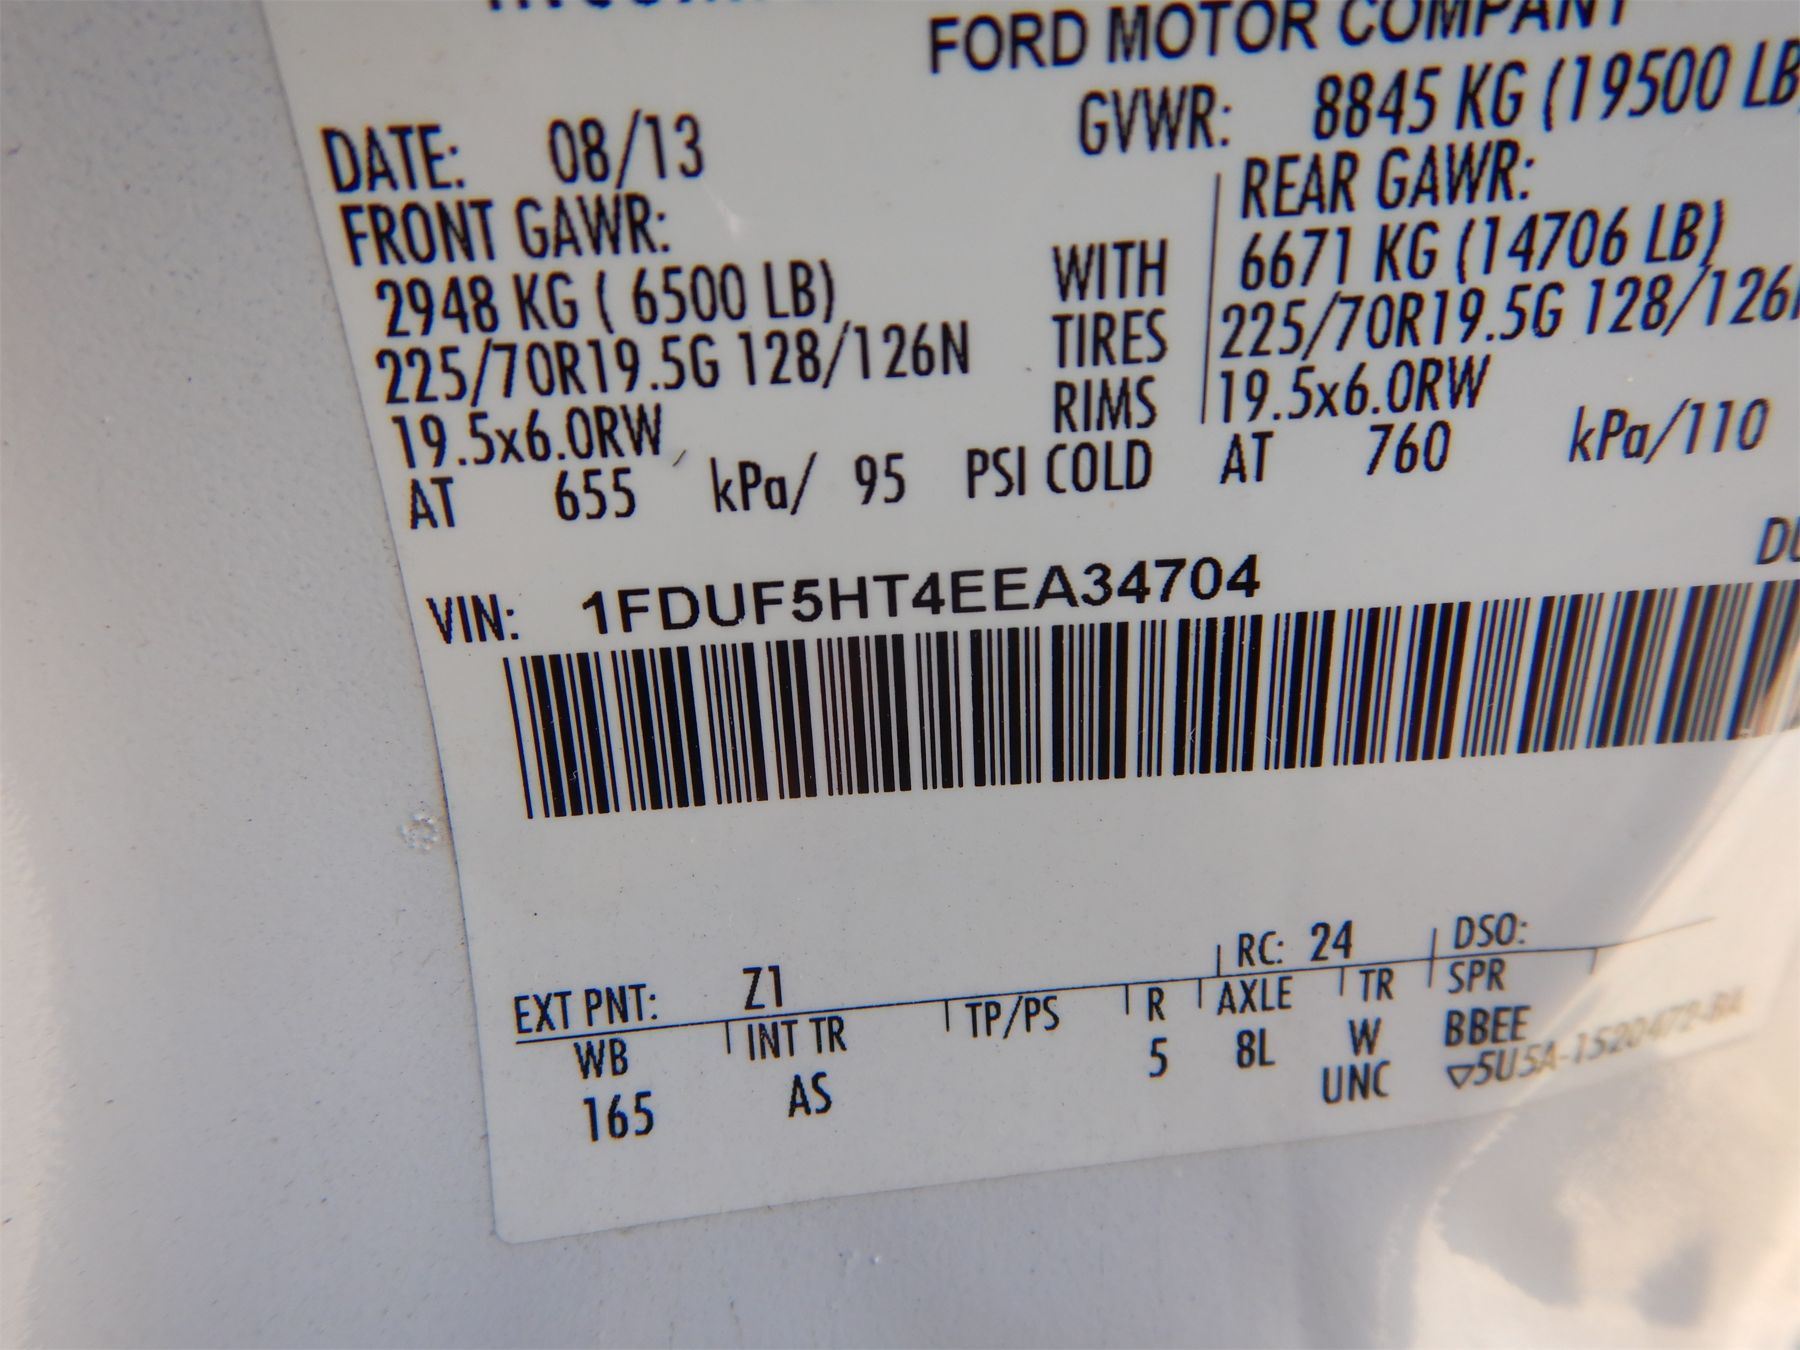 FORD MOTOR COMPANY
DATE: 08/13 GVWR: 8845 KG (19500 LB
FRONT GAWR: REAR GAWR:
2948 KG ( 6500 LB) WITH 6671 KG (14706 LB)
225/70R19.5G 128/126N TIRES 225/70R19.5G 128/126
19.5x6.0RW RIMS 19.5x6.0RW
AT 655 kPa/ 95 PSI COLD AT 760 kPa/110
VIN: 1FDUF5HT4EEA34704
EXT PNT: Z1 RC: 24 DSO:
WB INT TR TP/PS R AXLE TR SPR
165 AS 5 8L W BBEE
UNC ▽5U5A-1520472-BA